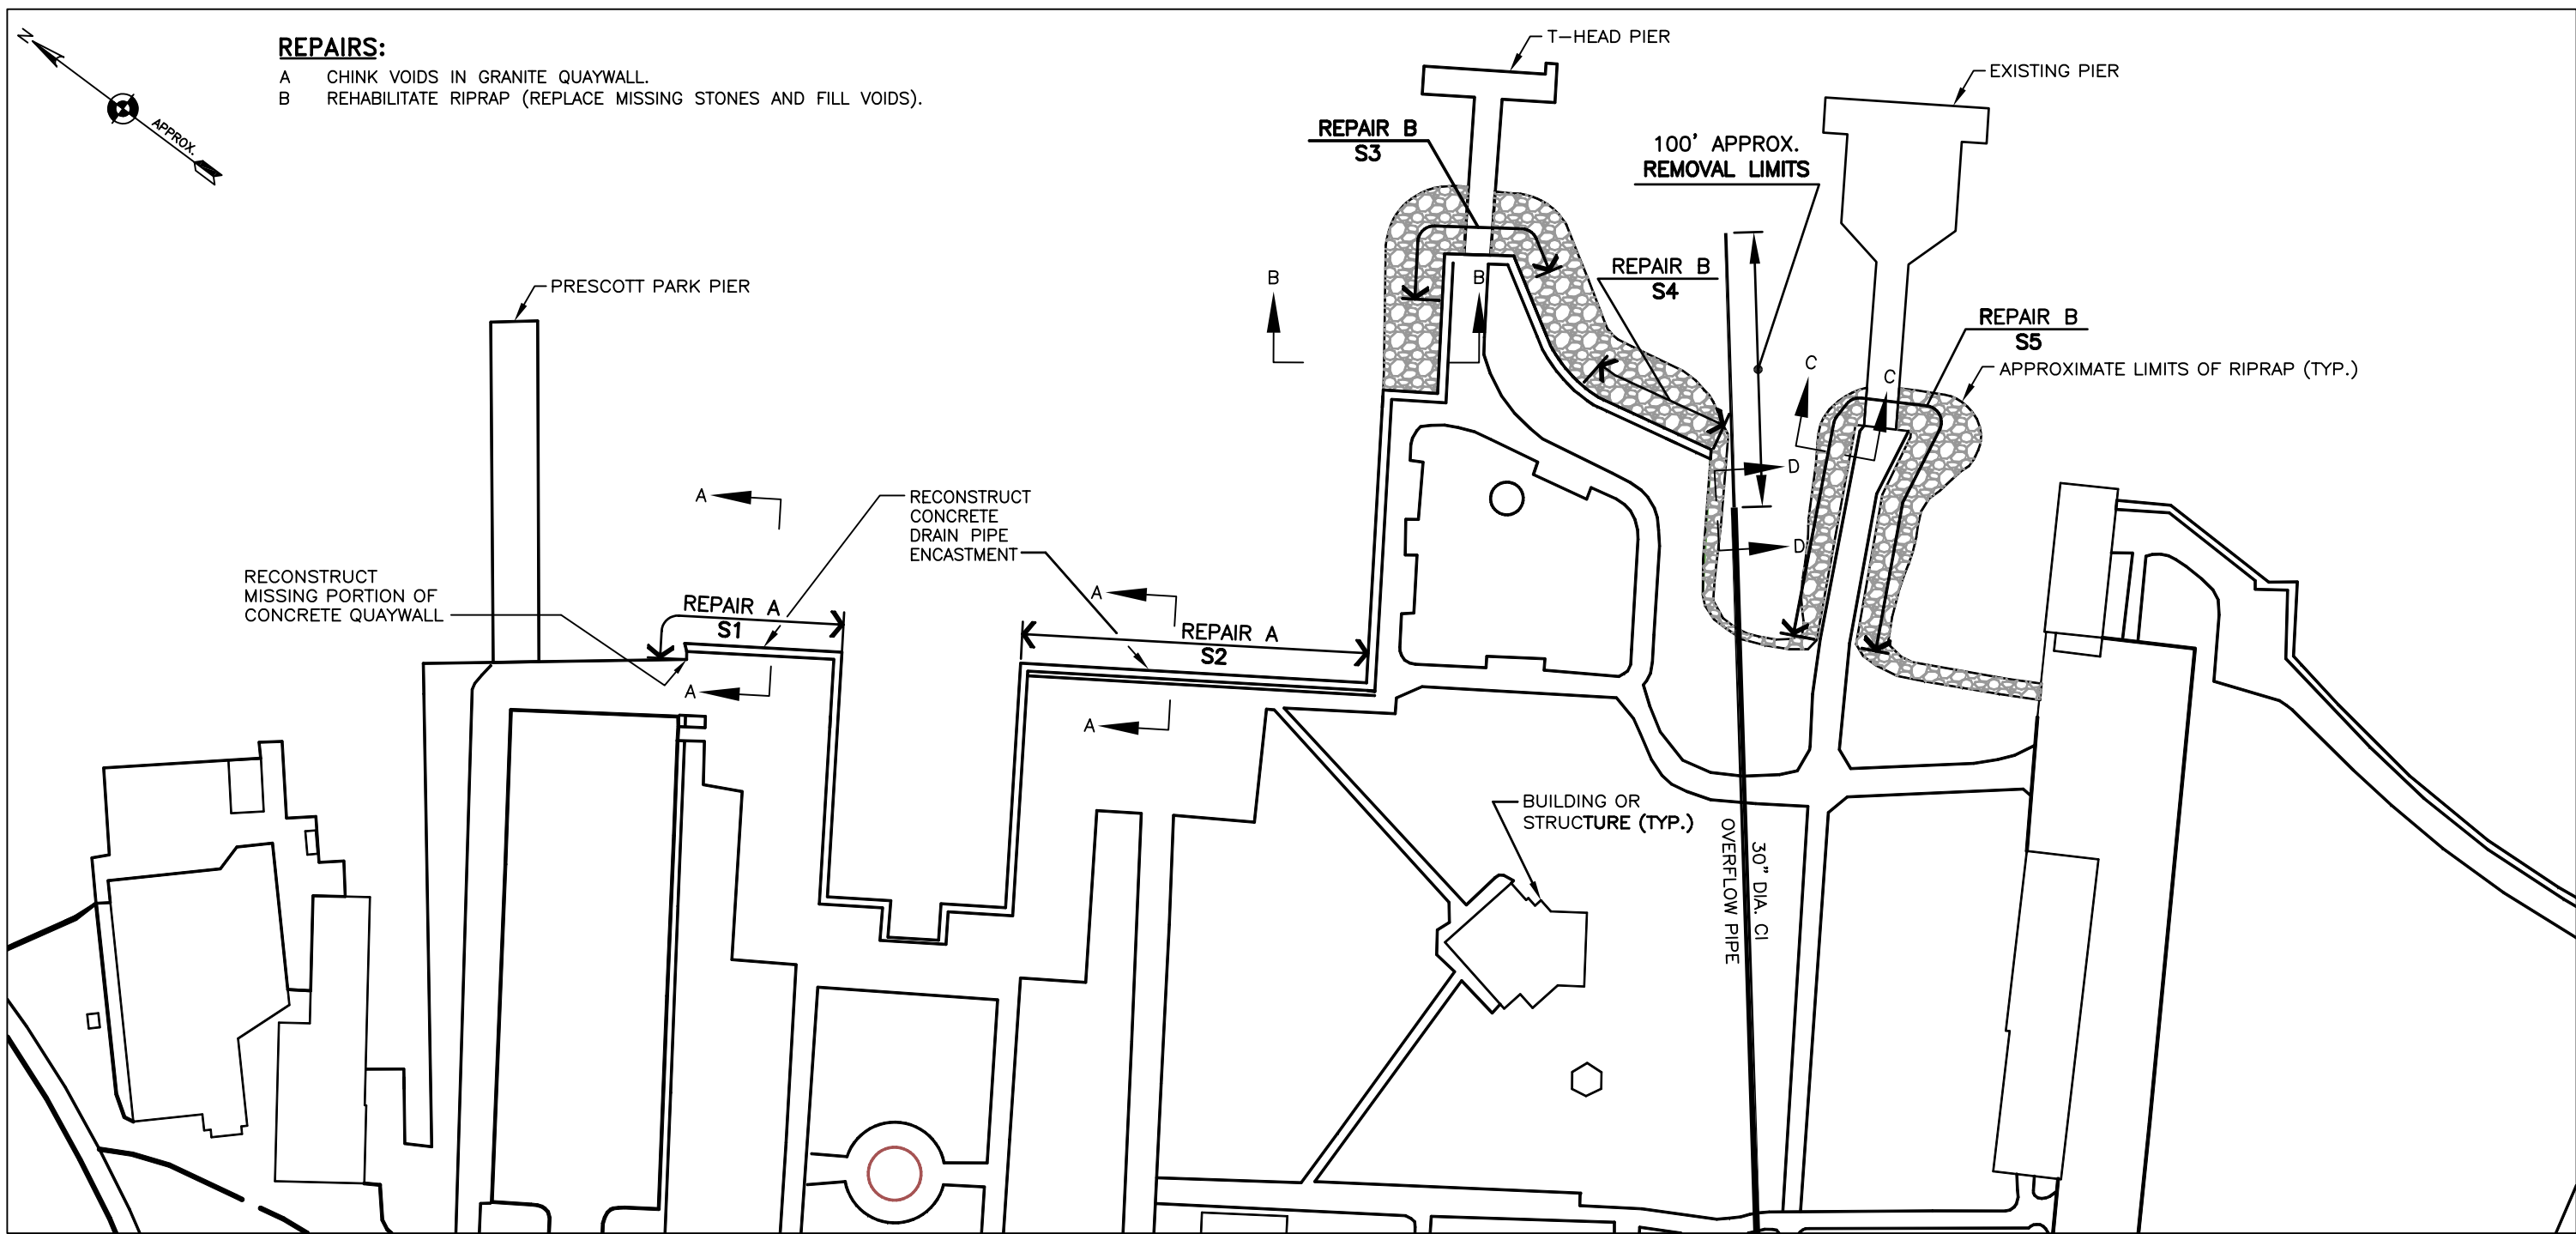 N
APPROX.
REPAIRS:
A CHINK VOIDS IN GRANITE QUAYWALL.
B REHABILITATE RIPRAP (REPLACE MISSING STONES AND FILL VOIDS).
T-HEAD PIER
EXISTING PIER
REPAIR B
S3
100' APPROX.
REMOVAL LIMITS
REPAIR B
S4
B
B
PRESCOTT PARK PIER
REPAIR B
S5
APPROXIMATE LIMITS OF RIPRAP (TYP.)
C
C
D
D
A
RECONSTRUCT
CONCRETE
DRAIN PIPE
ENCASTMENT
RECONSTRUCT
MISSING PORTION OF
CONCRETE QUAYWALL
REPAIR A
S1
A
A
REPAIR A
S2
A
BUILDING OR
STRUCTURE (TYP.)
30" DIA. CI
OVERFLOW PIPE